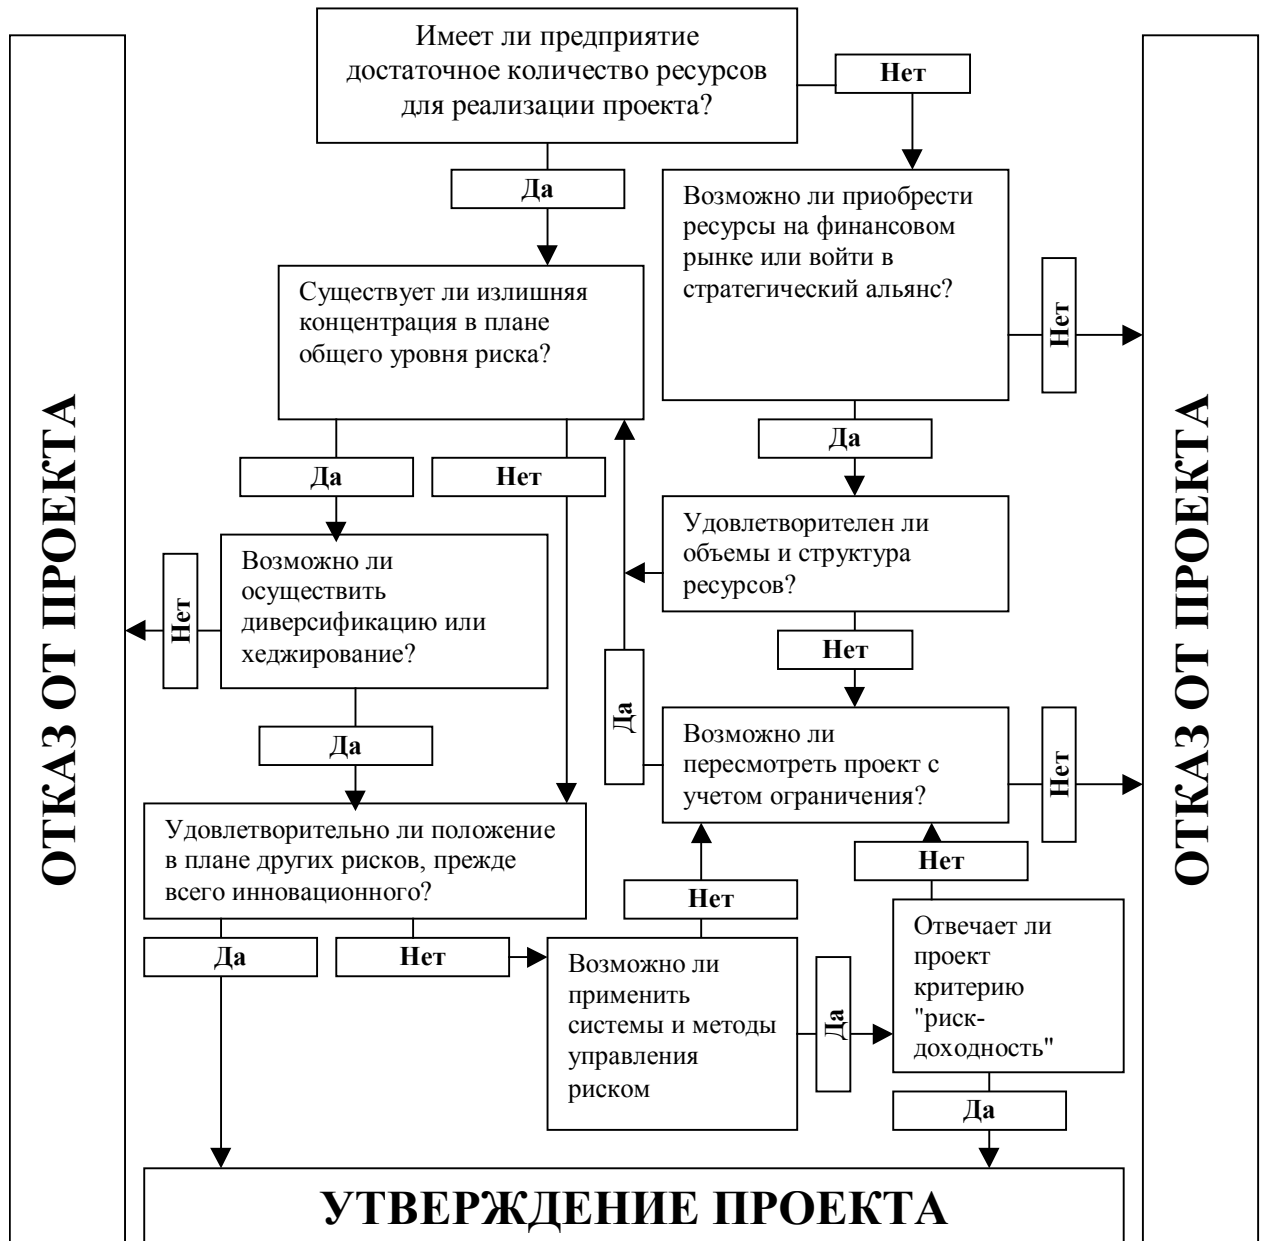 Имеет ли предприятие
достаточное количество ресурсов
для реализации проекта?
Нет
Да
Возможно ли приобрести
ресурсы на финансовом
рынке или войти в
стратегический альянс?
Нет
Существует ли излишняя
концентрация в плане
общего уровня риска?
Да
Да
Нет
Удовлетворителен ли
объемы и структура
ресурсов?
Возможно ли
осуществить
диверсификацию или
хеджирование?
Нет
Нет
Да
Да
Возможно ли
пересмотреть проект с
учетом ограничения?
Нет
Удовлетворительно ли положение
в плане других рисков, прежде
всего инновационного?
Нет
Нет
Да
Нет
Возможно ли
применить
системы и методы
управления
риском
Да
Отвечает ли
проект
критерию
"риск-
доходность"
Да
ОТКАЗ ОТ ПРОЕКТА
ОТКАЗ ОТ ПРОЕКТА
УТВЕРЖДЕНИЕ ПРОЕКТА